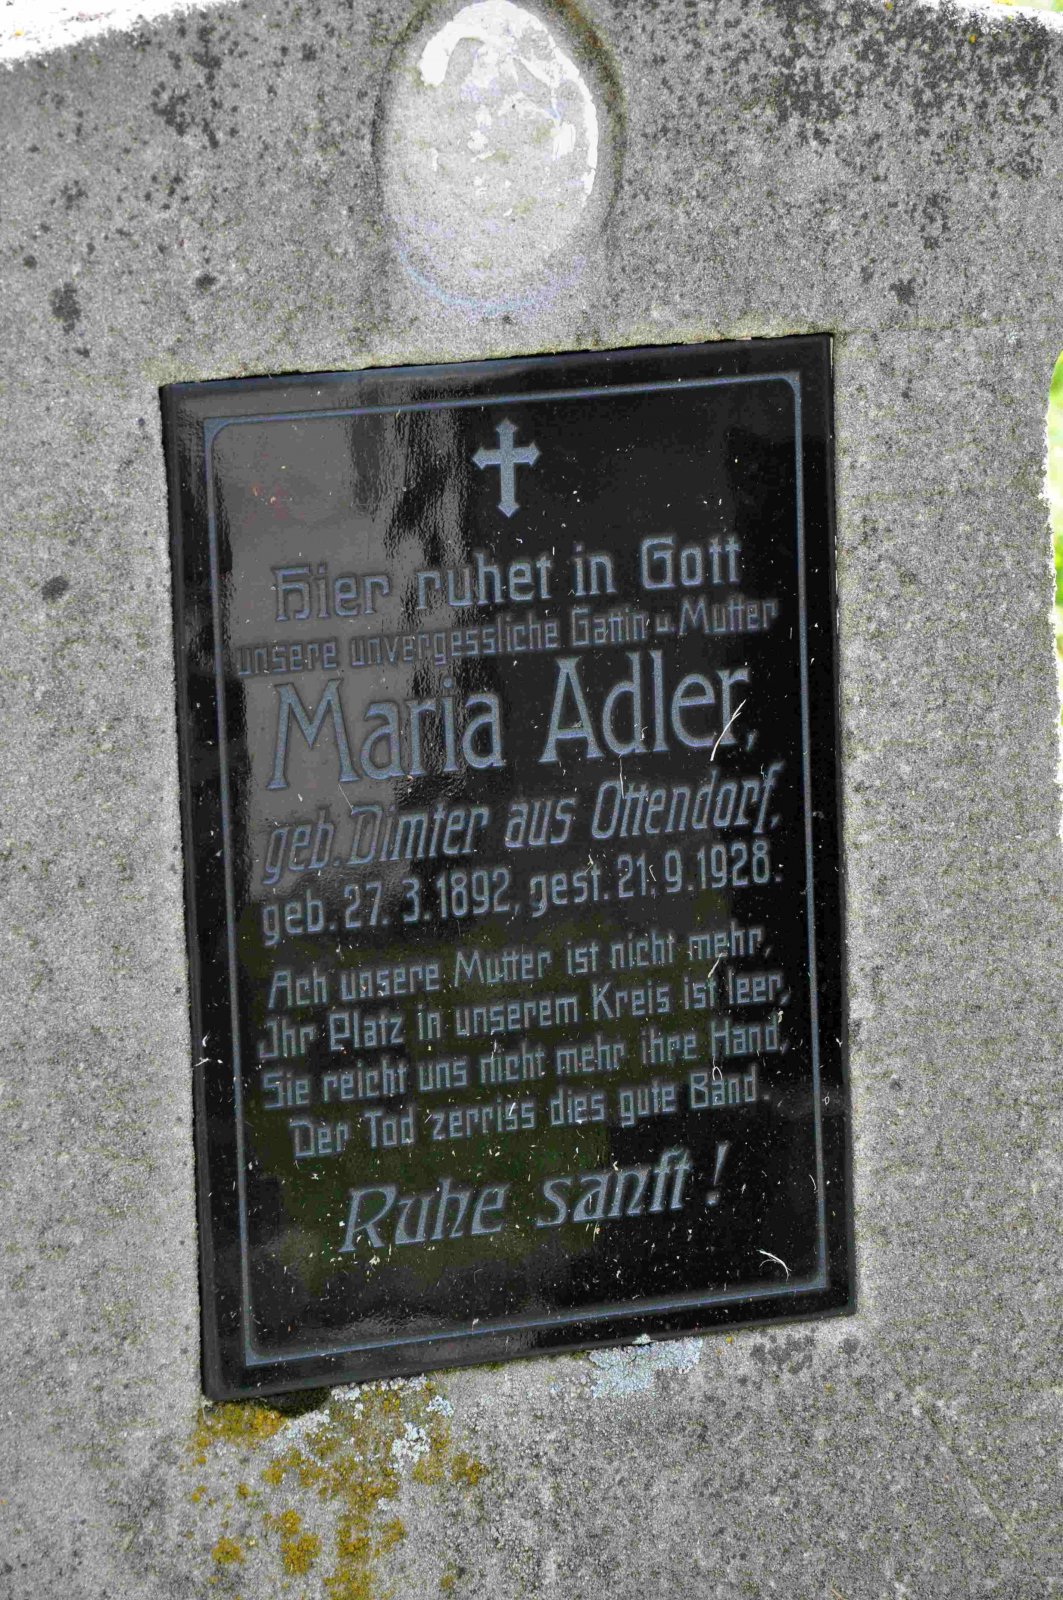 Hier ruhet in Gott
unsere unvergessliche Gattin u. Mutter
Maria Adler,
geb. Dimter aus Ottendorf,
geb. 27. 3. 1892, gest. 21. 9. 1928.
Ach unsere Mutter ist nicht mehr,
Jhr Platz in unserem Kreis ist leer,
Sie reicht uns nicht mehr ihre Hand,
Der Tod zerriss dies gute Band.
Ruhe sanft!